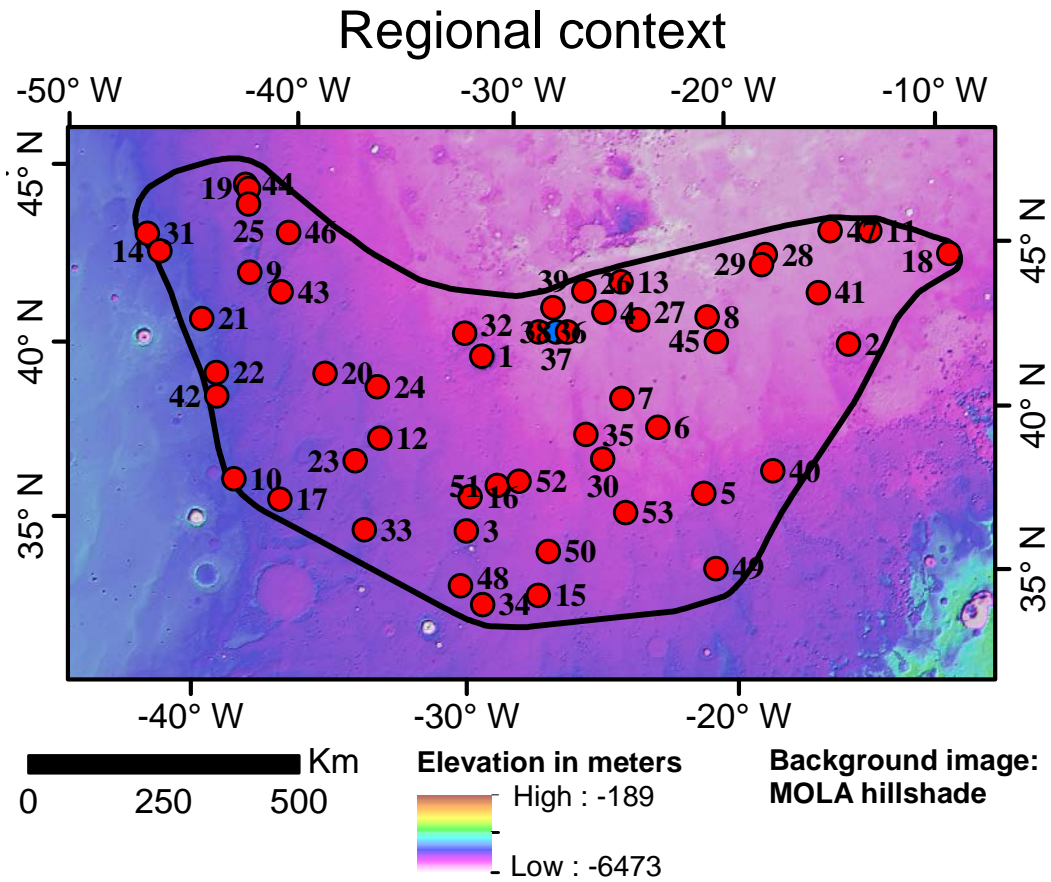 Regional context
-50° W -40° W -30° W -20° W -10° W
45° N
40° N
35° N
45° N
40° N
35° N
19 44
25 46
31
14
9
43
21
22
42
20
24
12
23
10
17
33
32
1
39
26 13
4 27
38 36
37
8
45
29 28
47 11
18
41
2
7
35 6
30
53
5
40
49
51 16 52
3
50
48
34 15
-40° W -30° W -20° W
Km
0 250 500
Elevation in meters
High : -189
Low : -6473
Background image:
MOLA hillshade